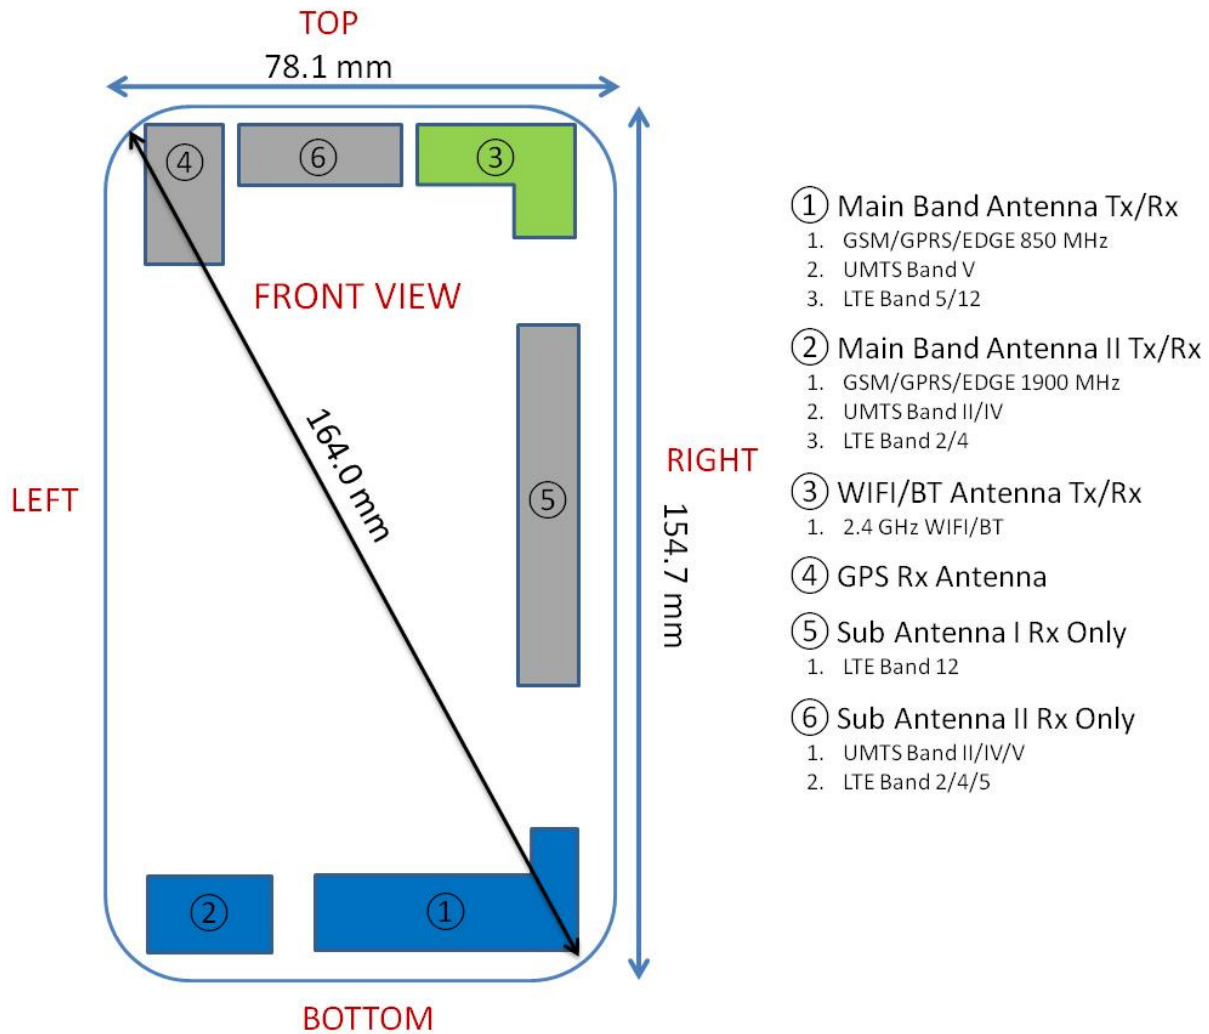 TOP
78.1 mm
④
⑥
③
FRONT VIEW
164.0 mm
LEFT
⑤
RIGHT
154.7 mm
②
①
BOTTOM
① Main Band Antenna Tx/Rx
1. GSM/GPRS/EDGE 850 MHz
2. UMTS Band V
3. LTE Band 5/12
② Main Band Antenna II Tx/Rx
1. GSM/GPRS/EDGE 1900 MHz
2. UMTS Band II/IV
3. LTE Band 2/4
③ WIFI/BT Antenna Tx/Rx
1. 2.4 GHz WIFI/BT
④ GPS Rx Antenna
⑤ Sub Antenna I Rx Only
1. LTE Band 12
⑥ Sub Antenna II Rx Only
1. UMTS Band II/IV/V
2. LTE Band 2/4/5